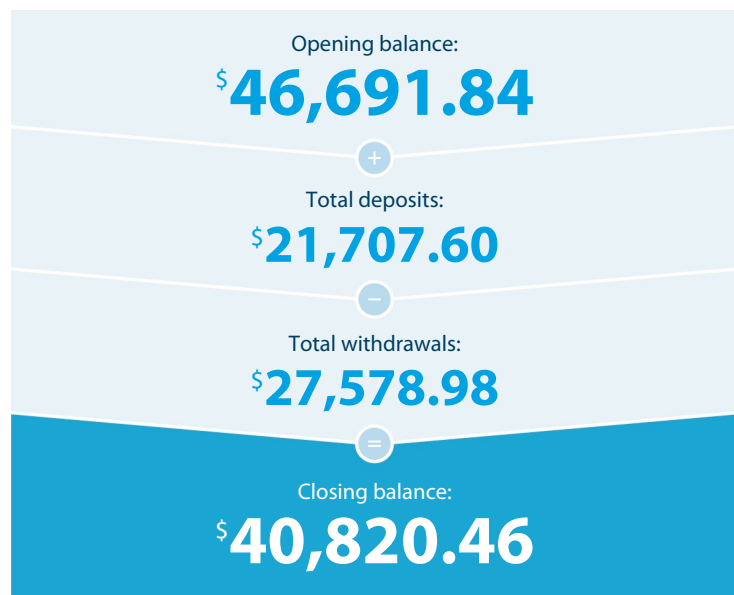 Opening balance:
$46,691.84
+
Total deposits:
$21,707.60
−
Total withdrawals:
$27,578.98
=
Closing balance:
$40,820.46